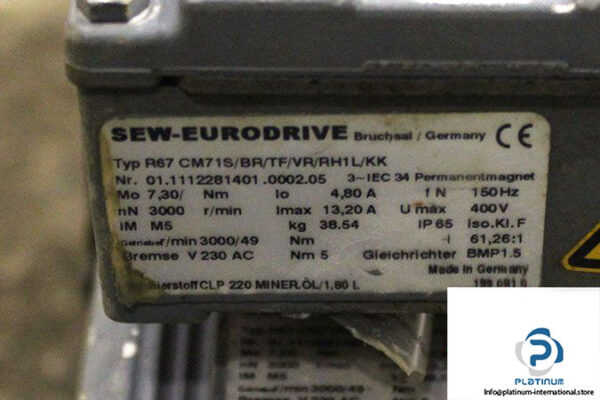 SEW-EURODRIVE Bruchsal / Germany CE
Typ R67 CM71S/BR/TF/VR/RH1L/KK
Nr. 01.1112281401.0002.05 3~IEC 34 Permanentmagnet
Mo 7,30/ Nm Io 4,80 A f N 150 Hz
nN 3000 r/min Imax 13,20 A U max 400V
IM M5 kg 38.54 IP 65 Iso.Kl.F
/min 3000/49 Nm i 61,26:1
Bremse V 230 AC Nm 5 Gleichrichter BMP1.5
Made in Germany
CLP 220 MINER.ÖL/1,80 L
P
PLATINUM
info@platinum-international.store